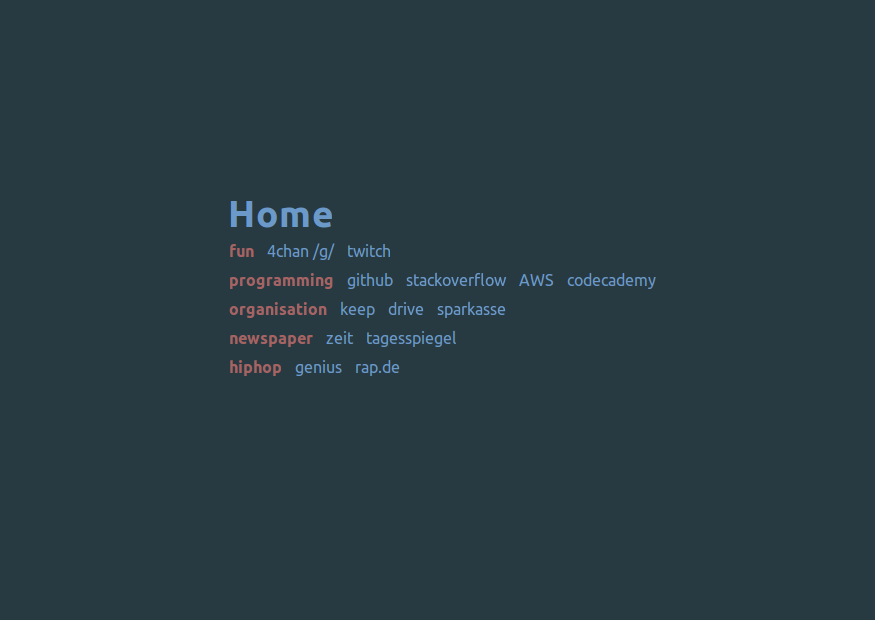 Home
fun 4chan /g/ twitch
programming github stackoverflow AWS codecademy
organisation keep drive sparkasse
newspaper zeit tagesspiegel
hiphop genius rap.de